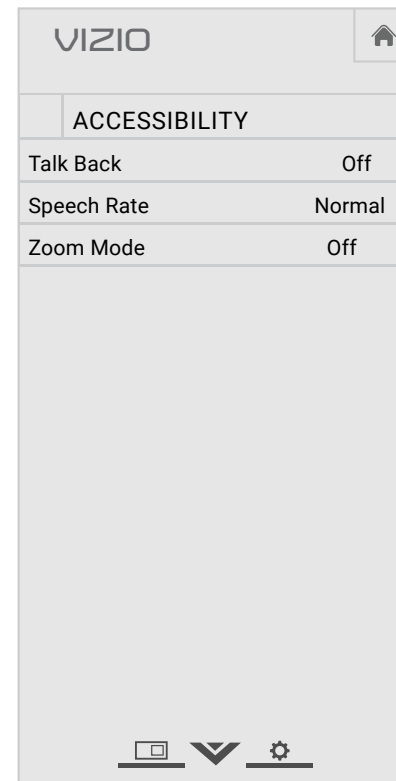 VIZIO
ACCESSIBILITY
Talk Back Off
Speech Rate Normal
Zoom Mode Off